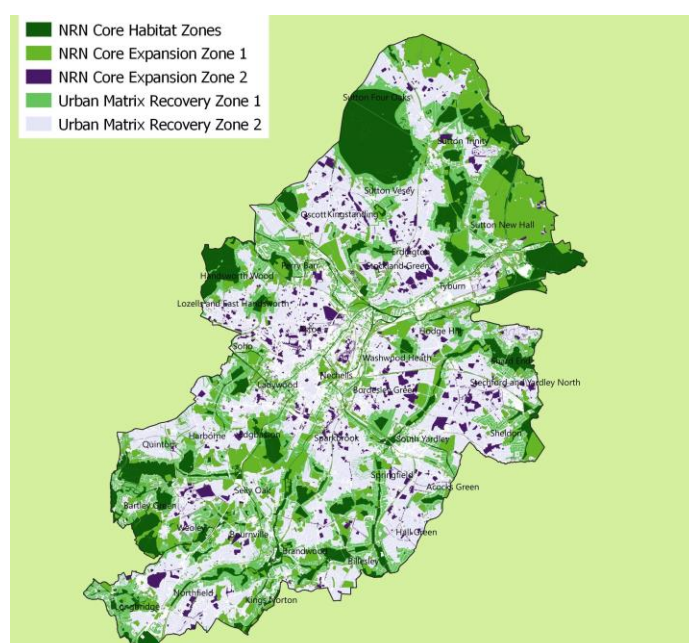 NRN Core Habitat Zones
NRN Core Expansion Zone 1
NRN Core Expansion Zone 2
Urban Matrix Recovery Zone 1
Urban Matrix Recovery Zone 2
Sutton Four Oaks
Sutton Trinity
Sutton Vesey
Oscott
Kingstanding
Sutton New Hall
Erdington
Perry Barr
Stockland Green
Handsworth Wood
Tyburn
Lozells and East Handsworth
Hodge Hill
Soho
Washwood Heath
Nechells
Ladywood
Bordesley Green
Stechford and Yardley North
Harborne
Edgbaston
Sparkbrook
South Yardley
Sheldon
Quinton
Springfield
Selly Oak
Acocks Green
Bartley Green
Weoley
Bournville
Hall Green
Brandwood
Billesley
Northfield
Longbridge
Kings Norton